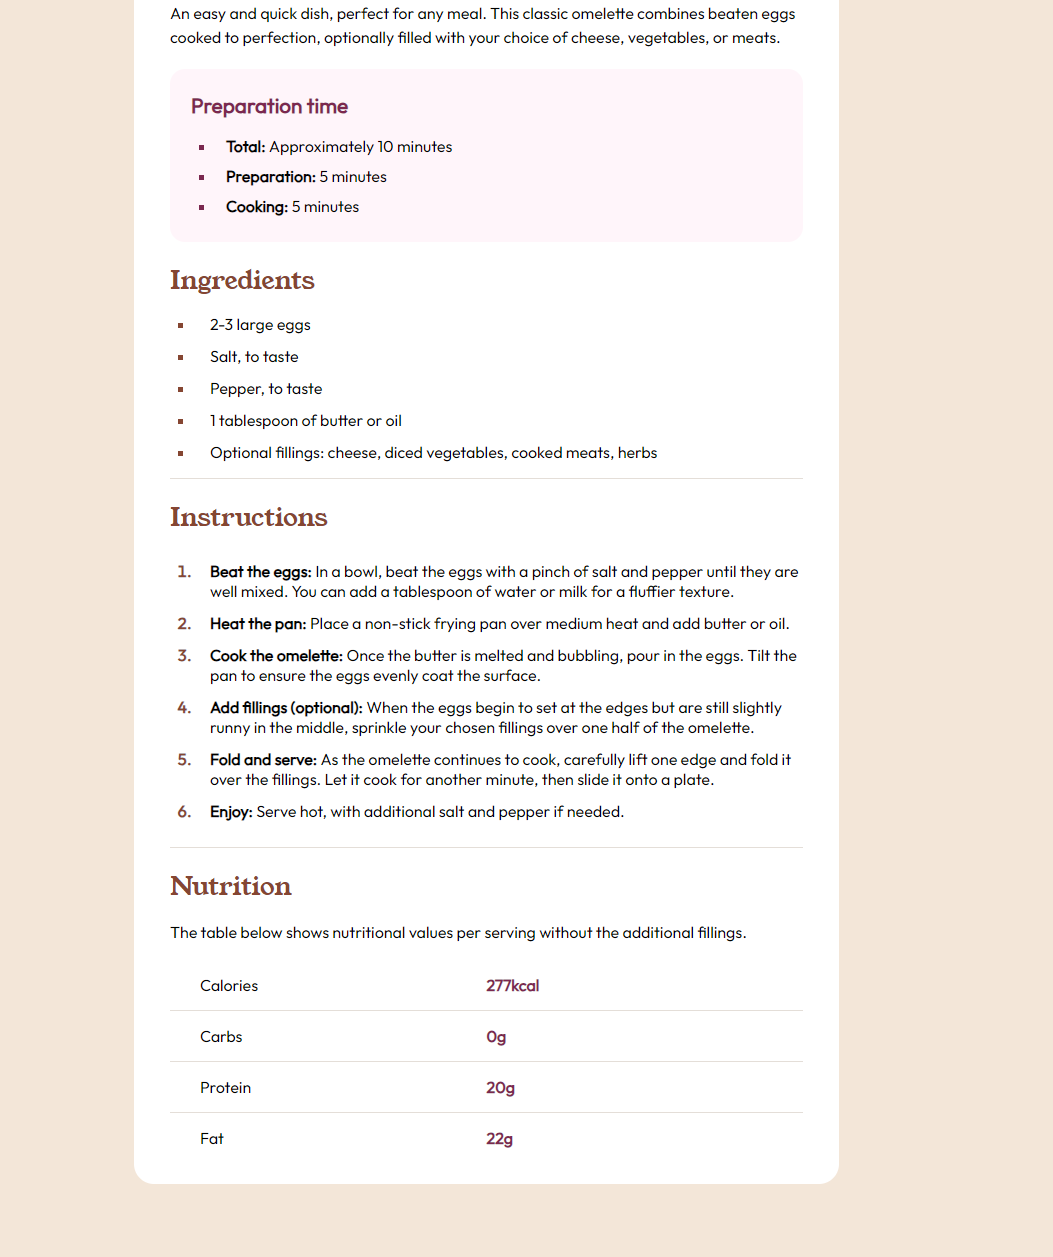 An easy and quick dish, perfect for any meal. This classic omelette combines beaten eggs
cooked to perfection, optionally filled with your choice of cheese, vegetables, or meats.
Preparation time
Total: Approximately 10 minutes
Preparation: 5 minutes
Cooking: 5 minutes
Ingredients
2-3 large eggs
Salt, to taste
Pepper, to taste
1 tablespoon of butter or oil
Optional fillings: cheese, diced vegetables, cooked meats, herbs
Instructions
1. Beat the eggs: In a bowl, beat the eggs with a pinch of salt and pepper until they are
well mixed. You can add a tablespoon of water or milk for a fluffier texture.
2. Heat the pan: Place a non-stick frying pan over medium heat and add butter or oil.
3. Cook the omelette: Once the butter is melted and bubbling, pour in the eggs. Tilt the
pan to ensure the eggs evenly coat the surface.
4. Add fillings (optional): When the eggs begin to set at the edges but are still slightly
runny in the middle, sprinkle your chosen fillings over one half of the omelette.
5. Fold and serve: As the omelette continues to cook, carefully lift one edge and fold it
over the fillings. Let it cook for another minute, then slide it onto a plate.
6. Enjoy: Serve hot, with additional salt and pepper if needed.
Nutrition
The table below shows nutritional values per serving without the additional fillings.
Calories 277kcal
Carbs 0g
Protein 20g
Fat 22g